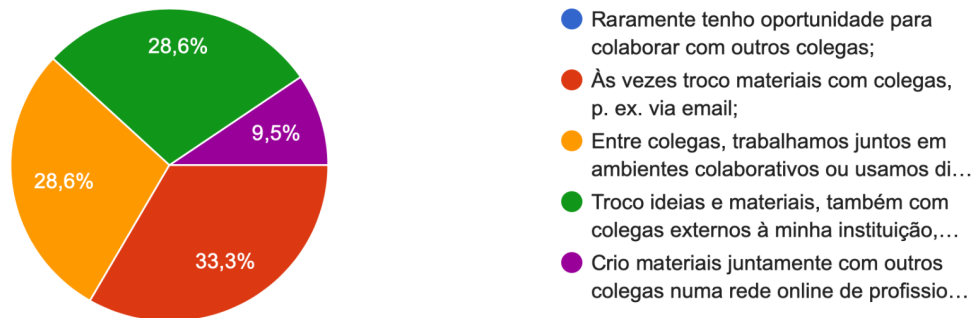 28,6%
9,5%
28,6%
33,3%
Raramente tenho oportunidade para
colaborar com outros colegas;
Às vezes troco materiais com colegas,
p. ex. via email;
Entre colegas, trabalhamos juntos em
ambientes colaborativos ou usamos di…
Troco ideias e materiais, também com
colegas externos à minha instituição,…
Crio materiais juntamente com outros
colegas numa rede online de profissio…